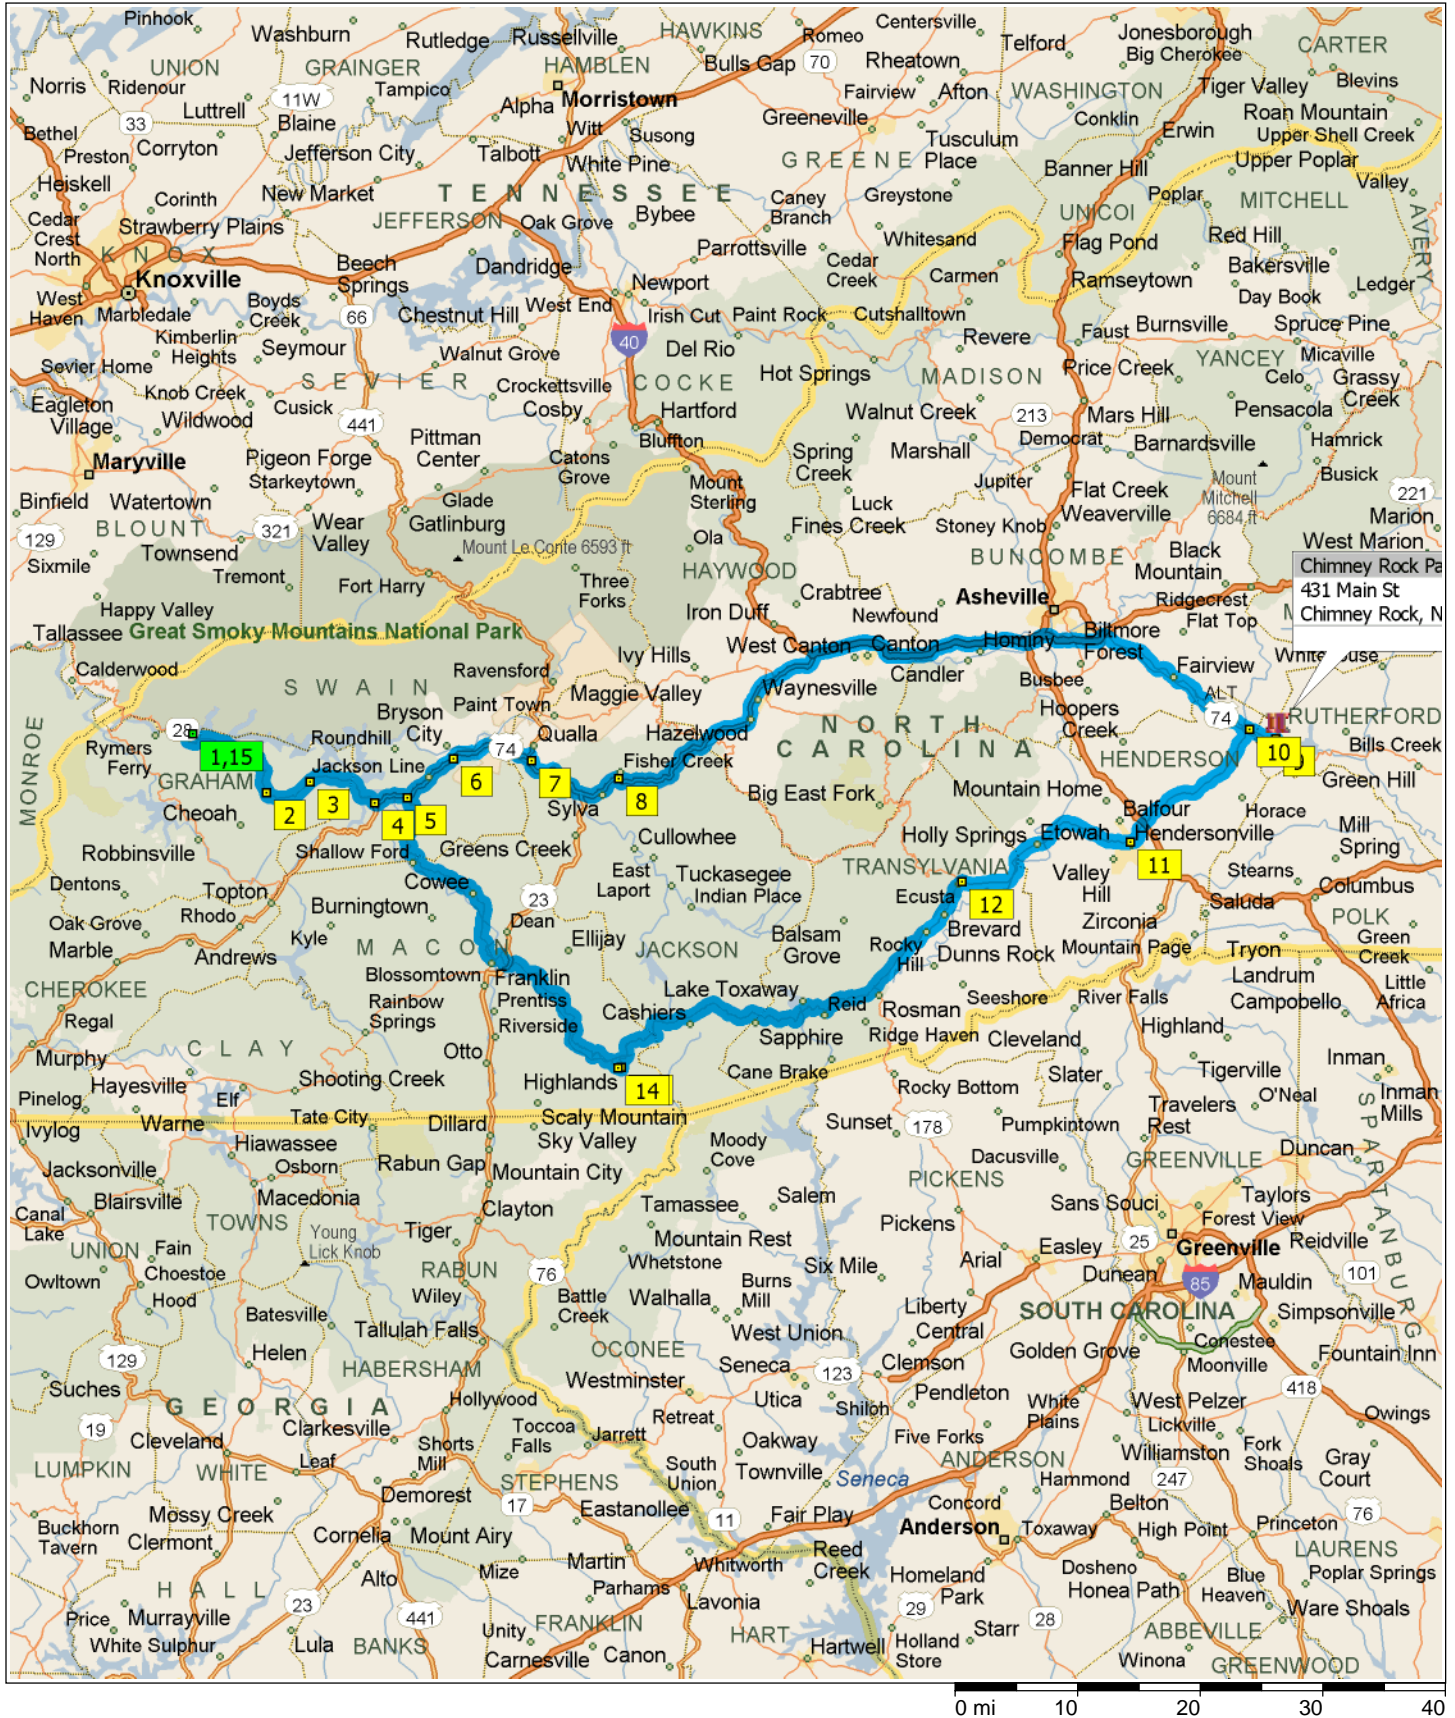 Pinhook
Washburn
Rutledge
Russellville
HAWKINS
Romeo
Centersville
Telford
Jonesborough
Big Cherokee
CARTER
UNION
GRAINGER
HAMBLEN
Bulls Gap
70
Rheatown
Norris
Ridenour
11W
Tampico
Alpha
Morristown
Fairview
Afton
WASHINGTON
Tiger Valley
Blevins
Luttrell
Blaine
33
Greeneville
Conklin
Roan Mountain
Bethel
Corryton
Witt
Susong
Tusculum
Place
Erwin
Upper Shell Creek
Preston
Jefferson City
Talbott
White Pine
GREENE
Banner Hill
Upper Poplar
Heiskell
New Market
TENNESSEE
Caney
Branch
Greystone
Poplar
MITCHELL
Valley
Corinth
Cedar
Crest
North
Strawberry Plains
JEFFERSON
Oak Grove
Bybee
UNICOI
AVERY
KNOX
Parrottsville
Whitesand
Flag Pond
Red Hill
Knoxville
Beech
Springs
Dandridge
Newport
Cedar
Creek
Carmen
Ramseytown
Bakersville
Ledger
West
Haven
Marbledale
Boyds
Creek
66
Chestnut Hill
West End
Irish Cut
Paint Rock
Cutshalltown
Day Book
Kimberlin
Heights
Seymour
Walnut Grove
40
Del Rio
Revere
Faust
Burnsville
Spruce Pine
Sevier Home
SEVIER
Crockettsville
COCKE
Hot Springs
MADISON
Price Creek
YANCEY
Micaville
Celo
Grassy
Creek
Knob Creek
Cusick
Cosby
Hartford
Walnut Creek
213
Mars Hill
Pensacola
Eagleton
Village
Wildwood
441
Pittman
Center
Bluffton
Democrat
Barnardsville
Hamrick
Maryville
Pigeon Forge
Starkeytown
Catons
Grove
Spring
Creek
Marshall
Busick
Binfield
Watertown
Glade
Gatlinburg
Mount
Sterling
Luck
Jupiter
Flat Creek
Weaverville
Mount
Mitchell
6684 ft
221
129
BLOUNT
321
Wear
Valley
Fines Creek
Stoney Knob
Marion
West Marion
Sixmile
Townsend
Mount Le Conte 6593 ft
Ola
BUNCOMBE
Black
Mountain
Tremont
Fort Harry
Three
Forks
HAYWOOD
Crabtree
Chimney Rock Pa
431 Main St
Chimney Rock, N
Happy Valley
Iron Duff
Newfound
Asheville
Ridgecrest
Flat Top
Tallassee
Great Smoky Mountains National Park
West Canton
Canton
Hominy
Biltmore
Forest
Calderwood
Ravensford
Ivy Hills
Candler
Fairview
SWAIN
Paint Town
Maggie Valley
Waynesville
Busbee
ALT
74
MONROE
28
Roundhill
Bryson
City
74
Qualla
Hazelwood
NORTH
CAROLINA
Hoopers
Creek
RUTHERFORD
Rymers
Ferry
1,15
Jackson Line
Fisher Creek
HENDERSON
10
Bills Creek
GRAHAM
2
3
4
5
6
7
8
Sylva
Mountain Home
Green Hill
Cheoah
Big East Fork
Balfour
Horace
Robbinsville
Shallow Ford
Greens Creek
Cullowhee
Holly Springs
Etowah
Hendersonville
Mill
Spring
Dentons
Topton
Cowee
East
Laport
Tuckasegee
Indian Place
TRANSYLVANIA
Valley
Hill
11
Stearns
Columbus
Oak Grove
Rhodo
Burningtown
23
Ecusta
12
Brevard
Zirconia
Saluda
Marble
Andrews
Kyle
MACON
Dean
Ellijay
JACKSON
Balsam
Grove
Rocky
Hill
Dunns Rock
Mountain Page
Tryon
POLK
Green
Creek
CHEROKEE
Blossomtown
Franklin
Lake Toxaway
Landrum
Regal
Rainbow
Springs
Prentiss
Riverside
Cashiers
Reid
Rosman
Seeshore
River Falls
Campobello
Little
Africa
Murphy
CLAY
Otto
Sapphire
Ridge Haven
Cleveland
Highland
Hayesville
Shooting Creek
Highlands
14
Cane Brake
Rocky Bottom
Slater
Tigerville
Inman
Pinelog
Elf
Scaly Mountain
O'Neal
Inman
Mills
Ivylog
Warne
Tate City
Dillard
Sky Valley
Moody
Cove
Sunset
178
Pumpkintown
Travelers
Rest
SPARTANBURG
Hiawassee
Osborn
Rabun Gap
Mountain City
Dacusville
GREENVILLE
Duncan
Jacksonville
Blairsville
Macedonia
PICKENS
Sans Souci
Taylors
Canal
Lake
TOWNS
Clayton
Tamassee
Salem
Pickens
Forest View
Young
Lick Knob
Tiger
Mountain Rest
25
Greenville
Reidville
UNION
Fain
Choestoe
RABUN
76
Whetstone
Six Mile
Arial
Easley
Dunean
85
Mauldin
101
Owltown
Hood
Wiley
Battle
Creek
Walhalla
Burns
Mill
Liberty
SOUTH CAROLINA
Simpsonville
Batesville
Tallulah Falls
West Union
Central
Conestee
129
Helen
HABERSHAM
OCONEE
Seneca
123
Clemson
Golden Grove
Moonville
Fountain Inn
Suches
Hollywood
Westminster
Utica
Pendleton
White
Plains
West Pelzer
418
GEORGIA
Clarkesville
Toccoa
Falls
Jarrett
Retreat
Shiloh
Lickville
Owings
19
Cleveland
Shorts
Mill
Oakway
Five Forks
Williamston
Fork
Shoals
Gray
Court
LUMPKIN
WHITE
Leaf
STEPHENS
South
Union
Townville
Seneca
ANDERSON
Hammond
247
Demorest
17
Eastanollee
Concord
Belton
76
Mossy Creek
11
Fair Play
Anderson
Toxaway
High Point
Princeton
Buckhorn
Tavern
Clermont
Cornelia
Mount Airy
Whitworth
Reed
Creek
LAURENS
HALL
Alto
Mize
Martin
Parhams
Homeland
Park
Dosheno
Honea Path
Blue
Heaven
Poplar Springs
Price
Murrayville
23
441
Unity
FRANKLIN
Lavonia
HART
29
Starr
28
ABBEVILLE
Ware Shoals
White Sulphur
Lula
BANKS
Carnesville
Canon
Hartwell
Holland
Store
Winona
GREENWOOD
0 mi
10
20
30
40